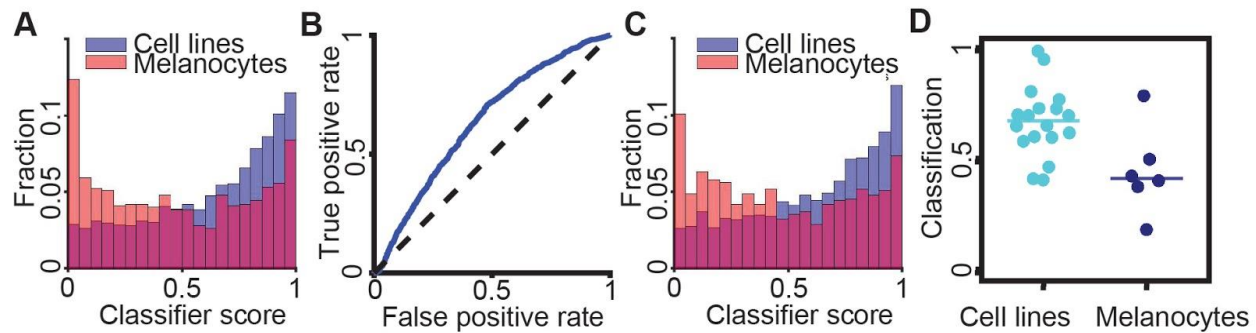 A
Cell lines
Melanocytes
Fraction
0.1
0.05
0
0
0.5
1
Classifier score
B
True positive rate
1
0.5
0
0
0.5
1
False positive rate
C
Cell lines
Melanocytes
Fraction
0.1
0.05
0
0
0.5
1
Classifier score
D
Classification
1
0.5
0
Cell lines
Melanocytes